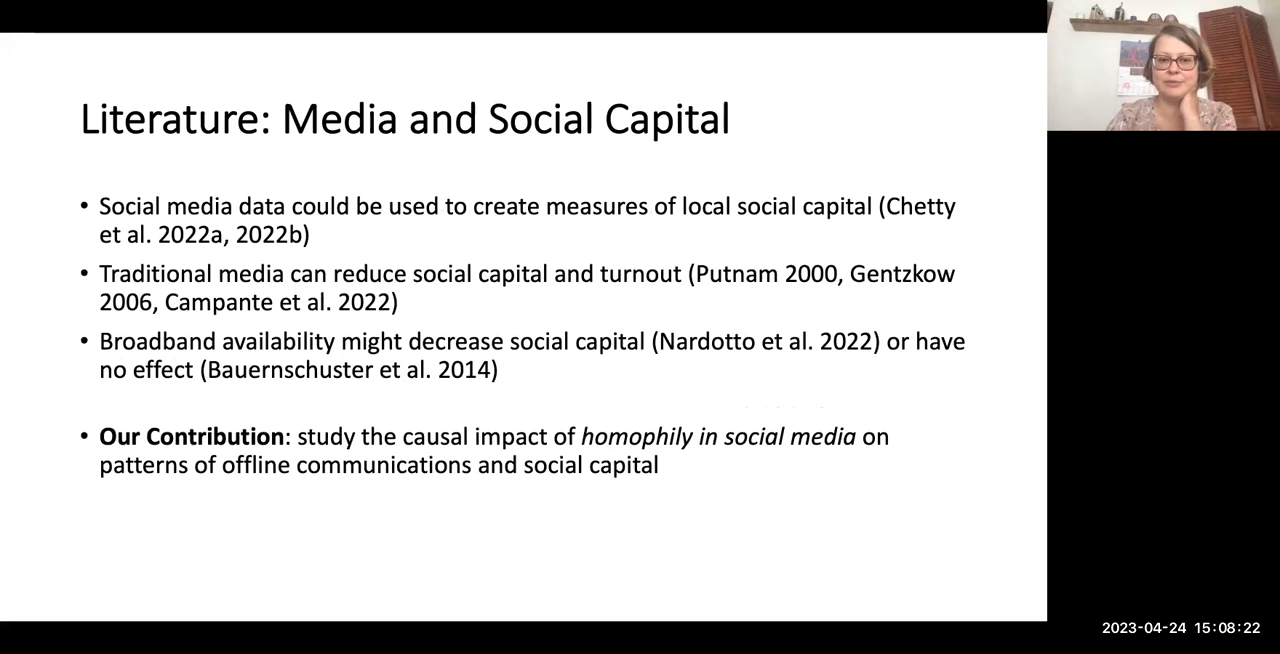 Literature: Media and Social Capital
• Social media data could be used to create measures of local social capital (Chetty
et al. 2022a, 2022b)
• Traditional media can reduce social capital and turnout (Putnam 2000, Gentzkow
2006, Campante et al. 2022)
• Broadband availability might decrease social capital (Nardotto et al. 2022) or have
no effect (Bauernschuster et al. 2014)
• Our Contribution: study the causal impact of homophily in social media on
patterns of offline communications and social capital
2023-04-24 15:08:22